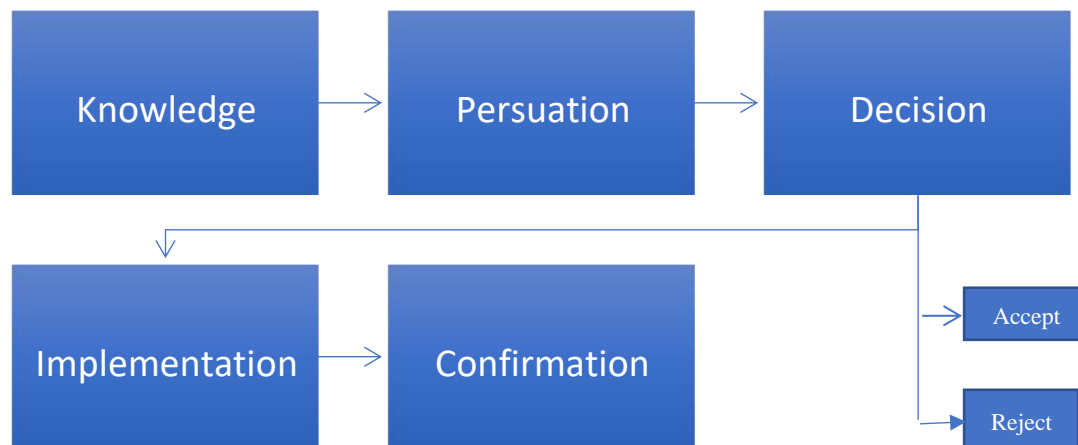 Knowledge
Persuation
Decision
Implementation
Confirmation
Accept
Reject